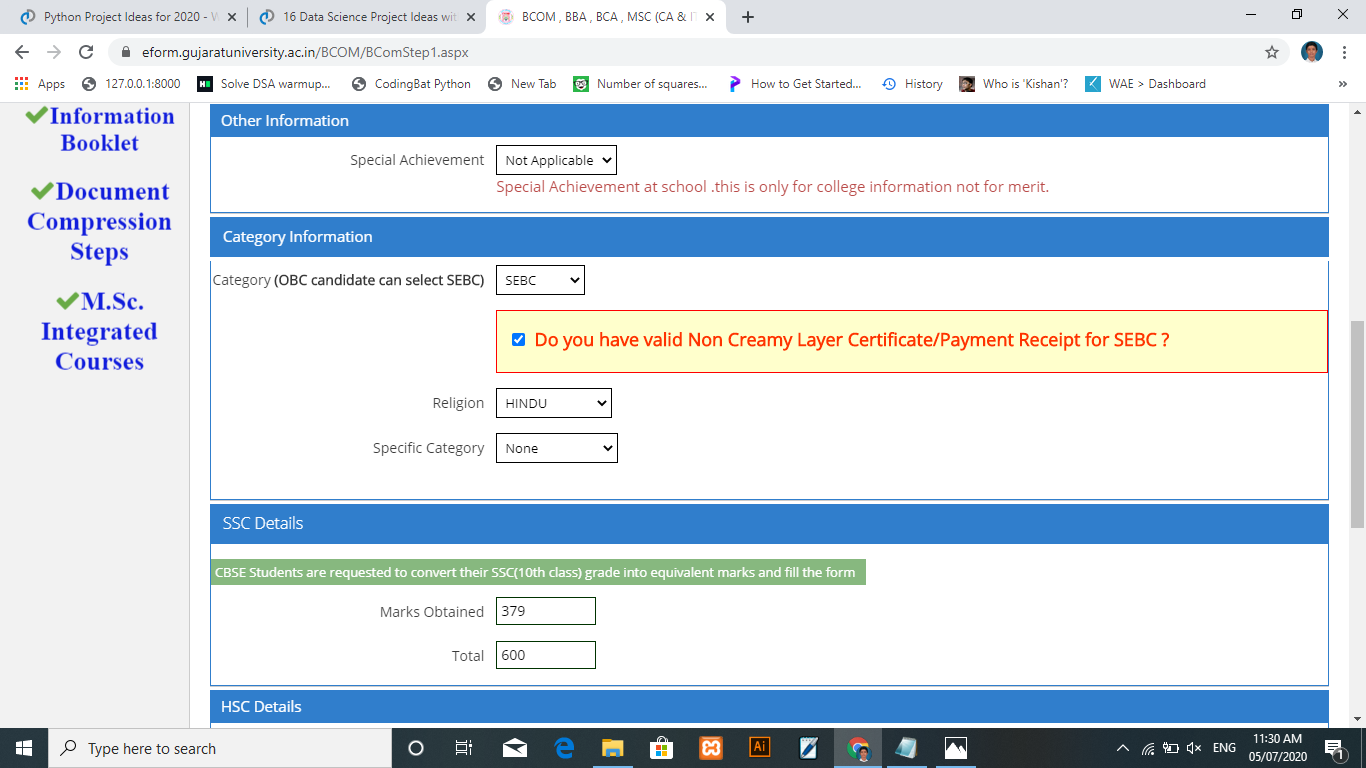 Python Project Ideas for 2020 -
16 Data Science Project Ideas wit
BCOM , BBA , BCA , MSC (CA & IT
eform.gujaratuniversity.ac.in/BCOM/BComStep1.aspx
Apps
127.0.0.1:8000
Solve DSA warmup...
CodingBat Python
New Tab
Number of squares...
How to Get Started...
History
Who is 'Kishan'?
WAE > Dashboard
»
Information
Booklet
Document
Compression
Steps
M.Sc.
Integrated
Courses
Other Information
Special Achievement Not Applicable
Special Achievement at school .this is only for college information not for merit.
Category Information
Category (OBC candidate can select SEBC) SEBC
Do you have valid Non Creamy Layer Certificate/Payment Receipt for SEBC ?
Religion HINDU
Specific Category None
SSC Details
CBSE Students are requested to convert their SSC(10th class) grade into equivalent marks and fill the form
Marks Obtained 379
Total 600
HSC Details
Type here to search
Ai
ENG
11:30 AM
05/07/2020
1